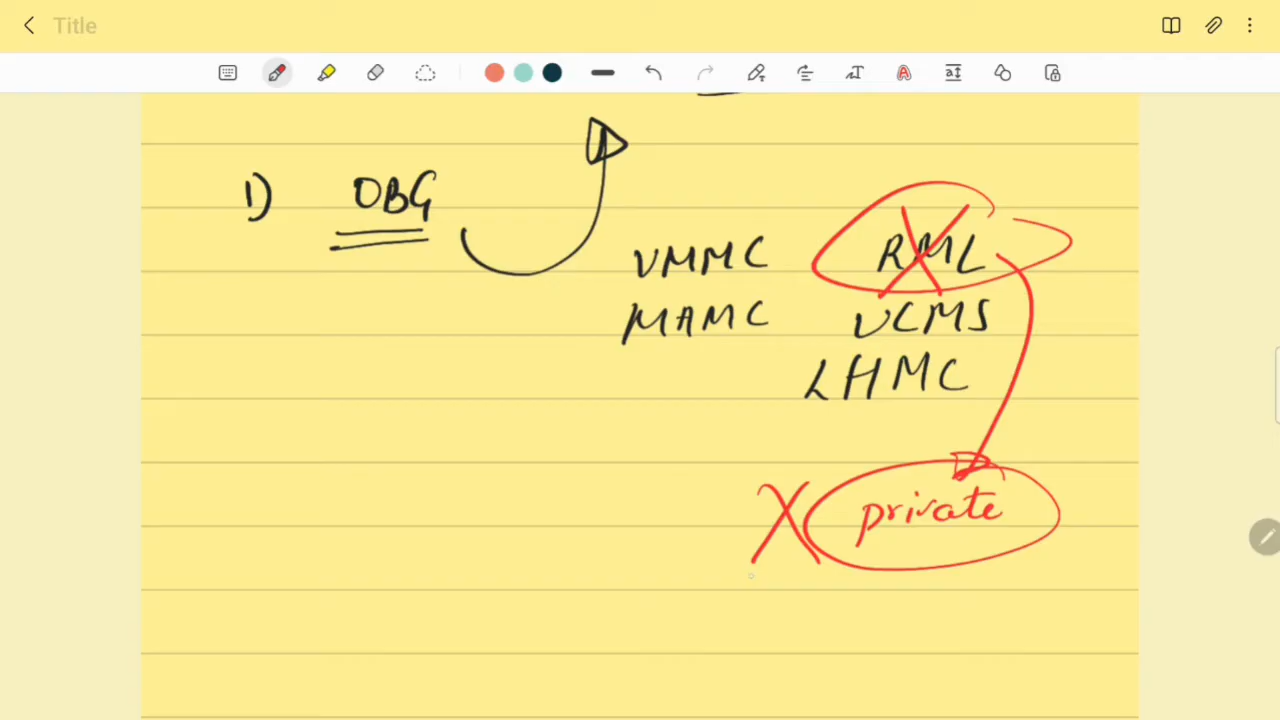 Title
1) OBG
VMMC RML
MAMC UCMS
LHMC
X private